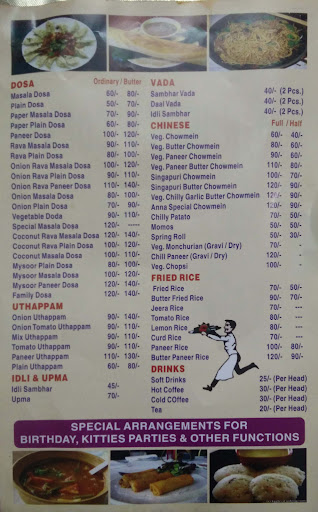 DOSA Ordinary / Butter
Masala Dosa 60/- 80/-
Plain Dosa 50/- 70/-
Paper Masala Dosa 70/- 90/-
Paper Plain Dosa 60/- 80/-
Paneer Dosa 100/- 120/-
Rava Masala Dosa 90/- 110/-
Rava Plain Dosa 80/- 100/-
Onion Rava Masala Dosa 100/- 120/-
Onion Rava Plain Dosa 90/- 110/-
Onion Rava Paneer Dosa 110/- 140/-
Onion Masala Dosa 80/- 100/-
Onion Plain Dosa 70/- 90/-
Vegetable Doda 90/- 110/-
Special Dosa 120/- -----
Coconut Rava Masala Dosa 120/- 140/-
Coconut Rava Plain Dosa 100/- 120/-
Coconut Masala Dosa 90/- 110/-
Mysoor Plain Dosa 80/- 100/-
Mysoor Masala Dosa 100/- 120/-
Mysoor Paneer Dosa 120/- 140/-
Family Dosa 120/- 140/-
UTHAPPAM
Onion Uthappam 90/- 140/-
Onion Tomato Uthappam 90/- 110/-
Mix Uthappam 90/- 110/-
Tomato Uthappam 90/- 110/-
Paneer Uthappam 110/- 130/-
Plain Uthappam 60/- 80/-
IDLI & UPMA
Idli Sambhar 45/-
Upma 70/-
VADA
Sambhar Vada 40/- (2 Pcs.)
Daal Vada 40/- (2 Pcs.)
Idli Sambhar 40/- (2 Pcs.)
CHINESE Full / Half
Veg. Chowmein 60/- 40/-
Veg. Butter Chowmein 80/- 60/-
Veg. Paneer Chowmein 90/- 60/-
Veg. Paneer Butter Chowmein 110/- 80/-
Singapuri Chowmein 100/- 70/-
Singapuri Butter Chowmein 120/- 90/-
Veg. Chilly Garlic Butter Chowmein 120/- 90/-
Anna Special Chowmein 120/- 90/-
Chilly Patato 70/- 50/-
Momos 50/- 50/-
Spring Roll 50/- 30/-
Veg. Monchurian (Gravi / Dry) 70/- -
Chili Paneer (Gravi / Dry) 120/- -
Veg. Chopsi 100/- -
FRIED RICE
Fried Rice 70/- 50/-
Butter Fried Rice 90/- 70/-
Jeera Rice 70/- ---
Tomato Rice 80/- ---
Lemon Rice 80/- ---
Curd Rice 70/- ---
Paneer Rice 100/- 80/-
Butter Paneer Rice 120/- 90/-
DRINKS
Soft Drinks 25/- (Per Head)
Hot Coffee 30/- (Per Head)
Cold COffee 30/- (Per Head)
Tea 20/- (Per Head)
SPECIAL ARRANGEMENTS FOR
BIRTHDAY, KITTIES PARTIES & OTHER FUNCTIONS